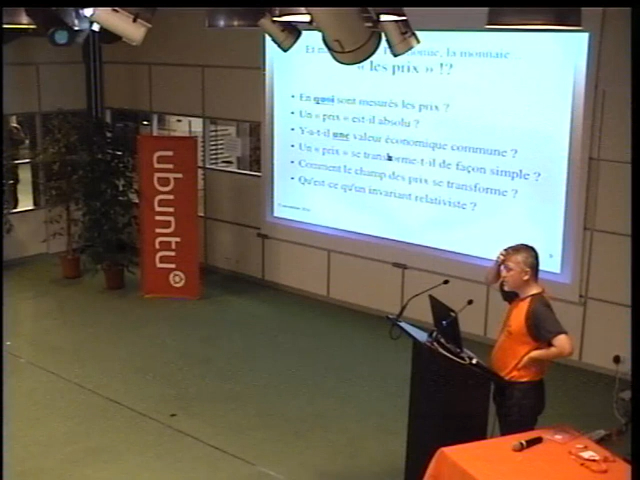 Et la monnaie
« les prix » !?
• En quoi sont mesurés les prix ?
• Un « prix » est-il absolu ?
• Y-a-t-il une valeur économique commune ?
• Un « prix » se transforme-t-il de façon simple ?
• Comment le champ des prix se transforme ?
• Qu'est-ce qu'un invariant relativiste ?
ubuntu